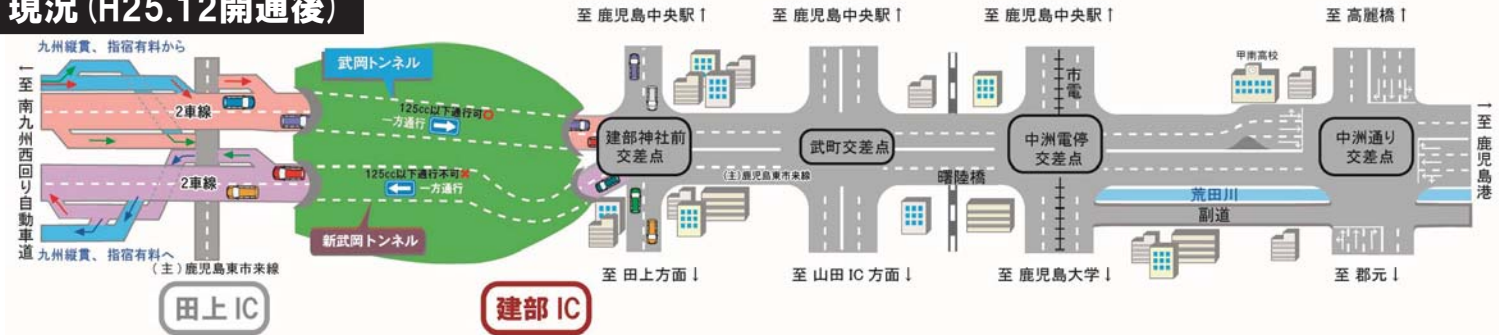 現況(H25.12開通後)
至 鹿児島中央駅↑
至 鹿児島中央駅↑
至 鹿児島中央駅↑
至 高麗橋↑
九州縦貫、指宿有料から
←至 南九州西回り自動車道
2車線
2車線
九州縦貫、指宿有料へ
(主)鹿児島東市来線
田上IC
武岡トンネル
125cc以下通行可○
一方通行
125cc以下通行不可×
一方通行
新武岡トンネル
建部IC
建部神社前
交差点
(主)鹿児島東市来線
武町交差点
曙陸橋
市電
中洲電停
交差点
甲南高校
中洲通り
交差点
荒田川
副道
→至 鹿児島港
至 田上方面↓
至 山田IC方面↓
至 鹿児島大学↓
至 郡元↓